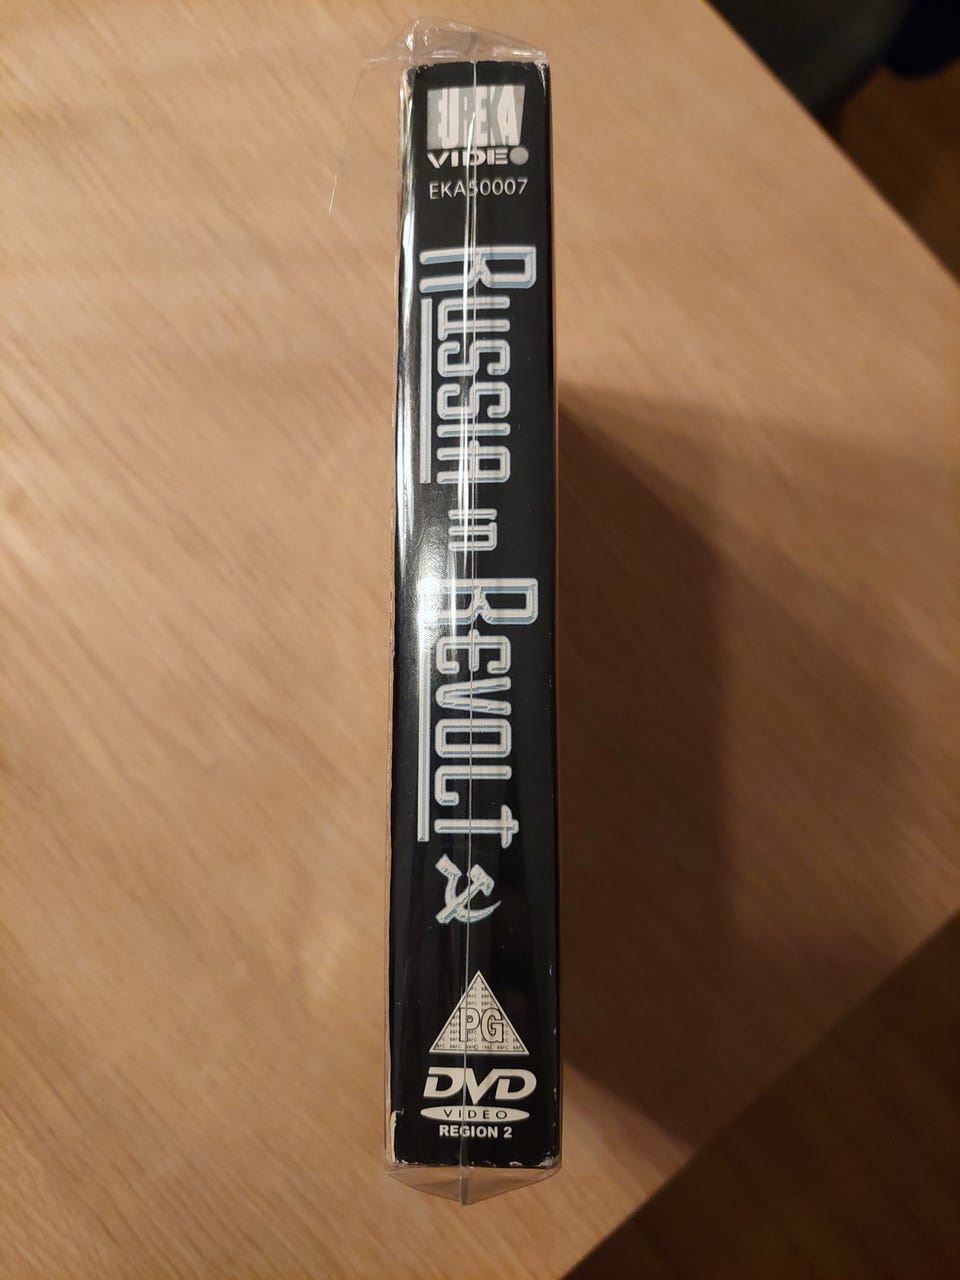 EUREKA
VIDEO
EKA50007
Russia in Revolt
PG
DVD
VIDEO
REGION 2